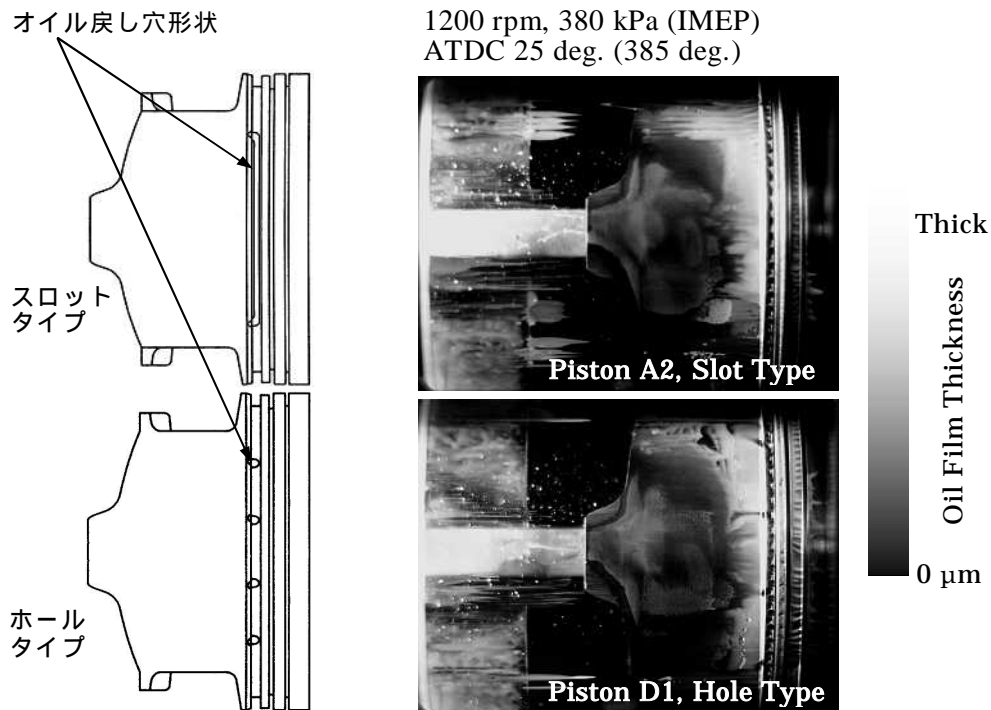 オイル戻し穴形状
1200 rpm, 380 kPa (IMEP)
ATDC 25 deg. (385 deg.)
スロット
タイプ
Piston A2, Slot Type
Thick
Oil Film Thickness
0 µm
ホール
タイプ
Piston D1, Hole Type